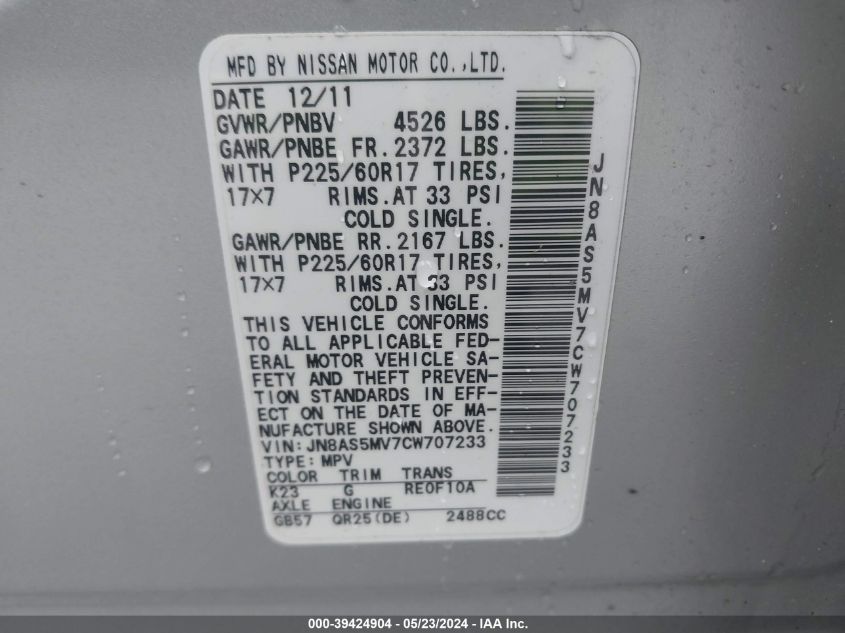 MFD BY NISSAN MOTOR CO.,LTD.
DATE 12/11
GVWR/PNBV 4526 LBS.
GAWR/PNBE FR.2372 LBS.
WITH P225/60R17 TIRES,
17×7 RIMS.AT 33 PSI
COLD SINGLE.
GAWR/PNBE RR.2167 LBS.
WITH P225/60R17 TIRES,
17×7 RIMS.AT 33 PSI
COLD SINGLE.
THIS VEHICLE CONFORMS
TO ALL APPLICABLE FED-
ERAL MOTOR VEHICLE SA-
FETY AND THEFT PREVEN-
TION STANDARDS IN EFF-
ECT ON THE DATE OF MA-
NUFACTURE SHOWN ABOVE.
VIN:JN8AS5MV7CW707233
TYPE:MPV
COLOR TRIM TRANS
K23 G RE0F10A
AXLE ENGINE
GB57 QR25(DE) 2488CC
JN8AS5MV7CW707233
000-39424904 - 05/23/2024 - IAA Inc.